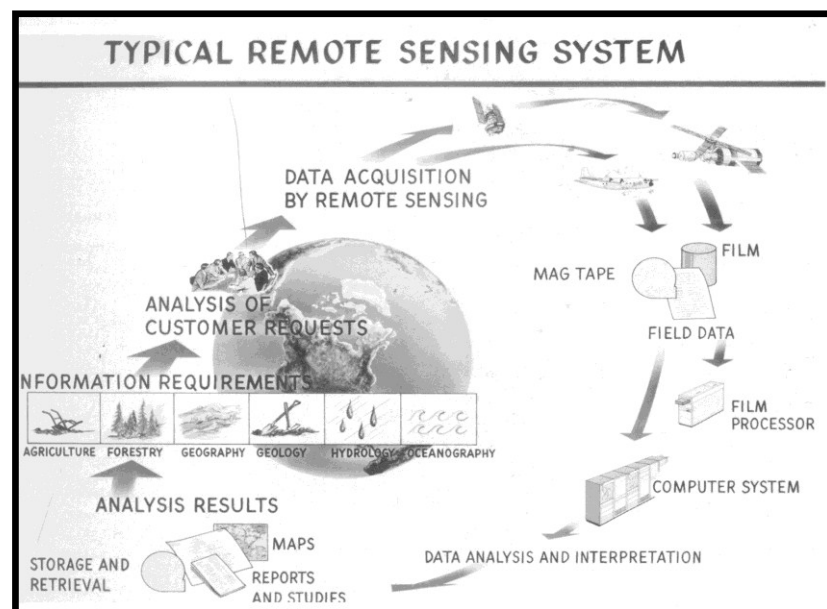 TYPICAL REMOTE SENSING SYSTEM
DATA ACQUISITION
BY REMOTE SENSING
ANALYSIS OF
CUSTOMER REQUESTS
NFORMATION REQUIREMENTS
AGRICULTURE FORESTRY GEOGRAPHY GEOLOGY HYDROLOGY OCEANOGRAPHY
ANALYSIS RESULTS
MAPS
STORAGE AND
RETRIEVAL
REPORTS
AND STUDIES
FILM
MAG TAPE
FIELD DATA
FILM
PROCESSOR
COMPUTER SYSTEM
DATA ANALYSIS AND INTERPRETATION